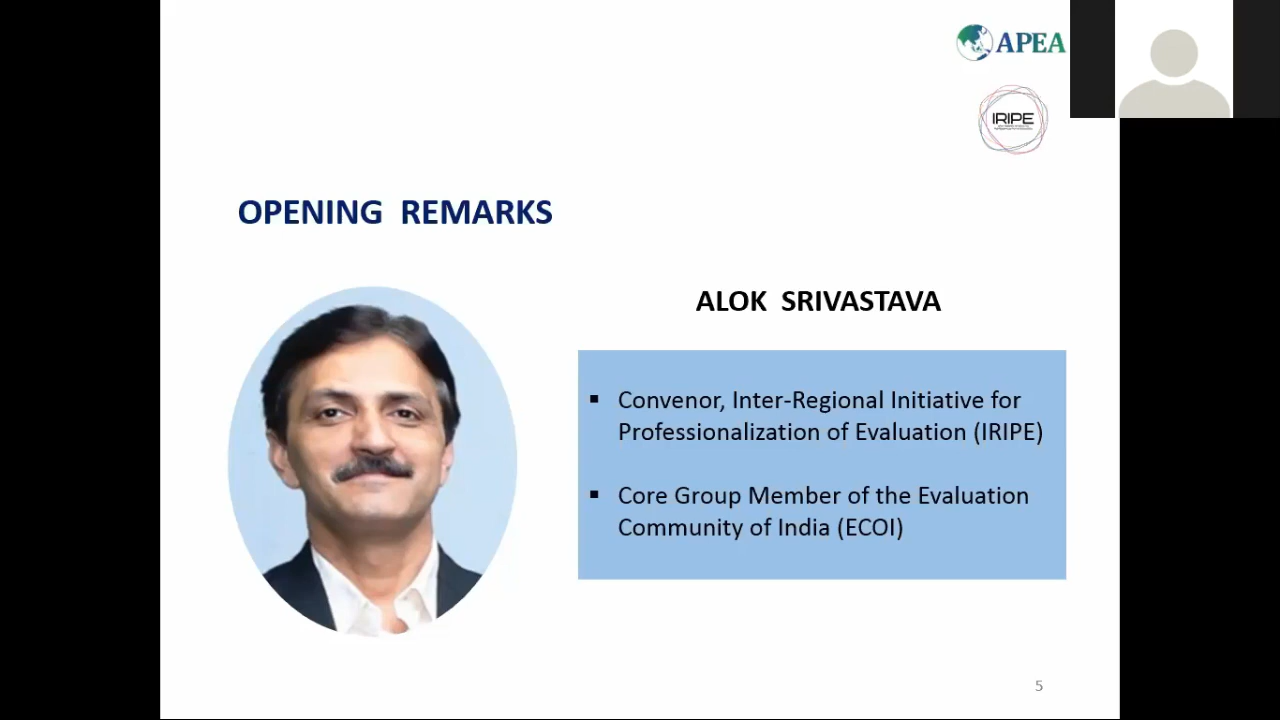 APEA
IRIPE
OPENING REMARKS
ALOK SRIVASTAVA
▪ Convenor, Inter-Regional Initiative for
Professionalization of Evaluation (IRIPE)
▪ Core Group Member of the Evaluation
Community of India (ECOI)
5